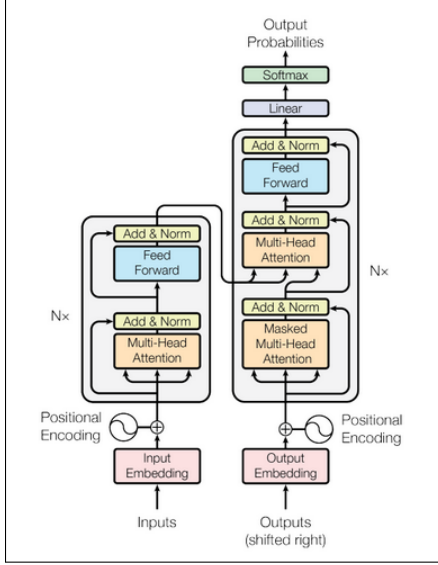 Output
Probabilities
Softmax
Linear
Add & Norm
Feed
Forward
Add & Norm
Multi-Head
Attention
N×
Add & Norm
Masked
Multi-Head
Attention
Add & Norm
Feed
Forward
N×
Add & Norm
Multi-Head
Attention
Positional
Encoding
Positional
Encoding
Input
Embedding
Output
Embedding
Inputs
Outputs
(shifted right)